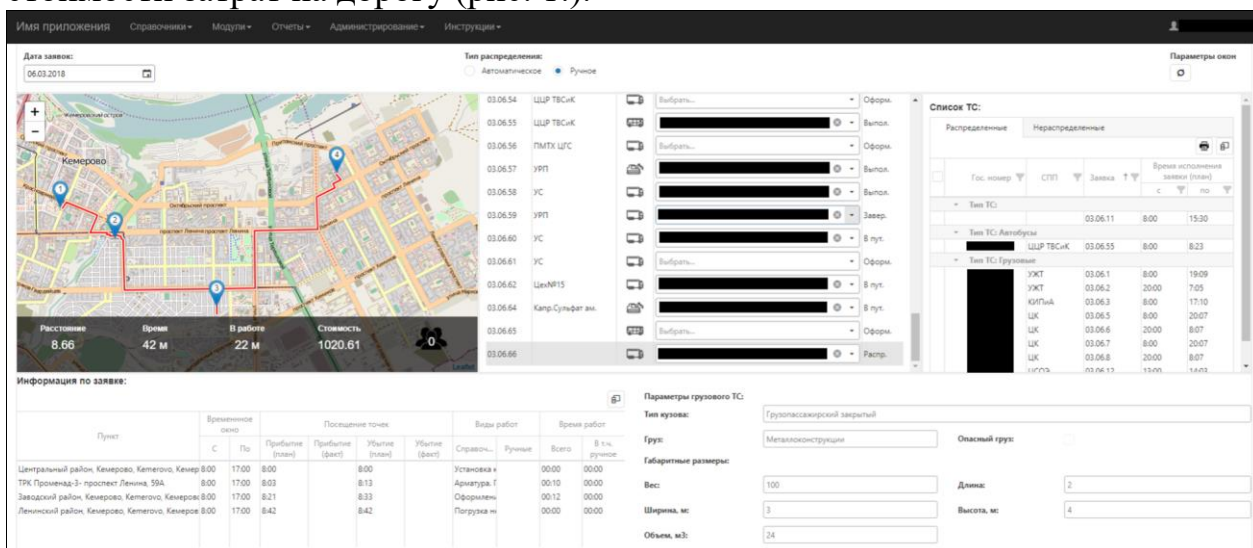 стоимости затрат на дорогу (рис. 1.).
Имя приложения Справочники Модули Отчеты Администрирование Инструкции
Дата заявок: Тип распределения: Параметры окон
06.03.2018 Автоматическое Ручное
+
−
Кемерово
1
2
3
4
Расстояние Время В работе Стоимость
8.66 42 м 22 м 1020.61 0
Leaflet
03.06.54 ЦЦР ТВСиК Выбрать... Оформ.
03.06.55 ЦЦР ТВСиК Выпол.
03.06.56 ПМТХ ЦГС Выбрать... Оформ.
03.06.57 УРП Выпол.
03.06.58 УС Выпол.
03.06.59 УРП Завер.
03.06.60 УС В пут.
03.06.61 УС Выбрать... Оформ.
03.06.62 Цех№15 В пут.
03.06.64 Капр.Сульфат ам. В пут.
03.06.65 Выбрать... Оформ.
03.06.66 Распр.
Список ТС:
Распределенные Нераспределенные
Гос. номер СПП Заявка Время исполнения заявки (план)
с по
Тип ТС:
03.06.11 8:00 15:30
Тип ТС: Автобусы
ЦЦР ТВСиК 03.06.55 8:00 8:23
Тип ТС: Грузовые
УЖТ 03.06.1 8:00 19:09
УЖТ 03.06.2 20:00 7:05
КИПиА 03.06.3 8:00 17:10
ЦК 03.06.5 8:00 20:07
ЦК 03.06.6 20:00 8:07
ЦК 03.06.7 8:00 20:07
ЦК 03.06.8 20:00 8:07
ЦСОЭ 03.06.12 13:00 14:03
Информация по заявке:
Пункт Временное окно Посещение точек Виды работ Время работ
С По Прибытие (план) Прибытие (факт) Убытие (план) Убытие (факт) Справоч... Ручные Всего В т.ч. ручное
Центральный район, Кемерово, Kemerovo, Кемер 8:00 17:00 8:00 8:00 Установка к 00:00 00:00
ТРК Променад-3- проспект Ленина, 59А 8:00 17:00 8:03 8:13 Арматура, Г 00:10 00:00
Заводский район, Кемерово, Kemerovo, Кемеров 8:00 17:00 8:21 8:33 Оформлен 00:12 00:00
Ленинский район, Кемерово, Kemerovo, Кемеров 8:00 17:00 8:42 8:42 Погрузка н 00:00 00:00
Параметры грузового ТС:
Тип кузова: Грузопассажирский закрытый
Груз: Металлоконструкции Опасный груз:
Габаритные размеры:
Вес: 100 Длина: 2
Ширина, м: 3 Высота, м: 4
Объем, м3: 24